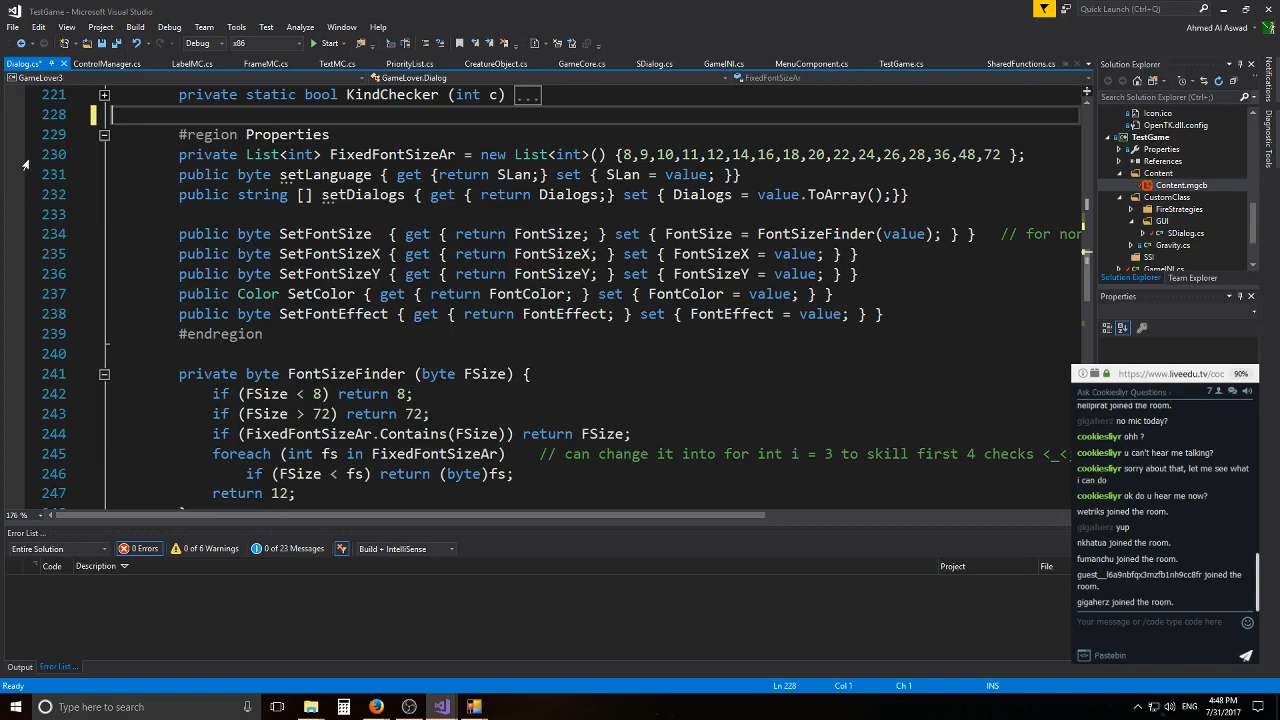 TestGame - Microsoft Visual Studio
Quick Launch (Ctrl+;)
File Edit View Project Build Debug Team Tools Test Analyze Window Help
Ahmed Al Aswad
Debug x86 Start
Dialog.cs* ControlManager.cs LabelMC.cs FrameMC.cs TextMC.cs PriorityList.cs CreatureObject.cs GameCore.cs SDialog.cs GameINI.cs MenuComponent.cs TestGame.cs SharedFunctions.cs
GameLover3 GameLover.Dialog FixedFontSizeAr
221 private static bool KindChecker (int c) ...
228
229 #region Properties
230 private List<int> FixedFontSizeAr = new List<int>() {8,9,10,11,12,14,16,18,20,22,24,26,28,36,48,72 };
231 public byte setLanguage { get {return SLan;} set { SLan = value; }}
232 public string [] setDialogs { get { return Dialogs;} set { Dialogs = value.ToArray();}}
233
234 public byte SetFontSize { get { return FontSize; } set { FontSize = FontSizeFinder(value); } } // for nor
235 public byte SetFontSizeX { get { return FontSizeX; } set { FontSizeX = value; } }
236 public byte SetFontSizeY { get { return FontSizeY; } set { FontSizeY = value; } }
237 public Color SetColor { get { return FontColor; } set { FontColor = value; } }
238 public byte SetFontEffect { get { return FontEffect; } set { FontEffect = value; } }
239 #endregion
240
241 private byte FontSizeFinder (byte FSize) {
242 if (FSize < 8) return 8;
243 if (FSize > 72) return 72;
244 if (FixedFontSizeAr.Contains(FSize)) return FSize;
245 foreach (int fs in FixedFontSizeAr) // can change it into for int i = 3 to skill first 4 checks <_<
246 if (FSize < fs) return (byte)fs;
247 return 12;
176 %
Error List ...
Entire Solution 0 Errors 0 of 6 Warnings 0 of 23 Messages Build + IntelliSense
Code Description Project File
Output Error List ...
Ready Ln 228 Col 1 Ch 1 INS
Solution Explorer
Search Solution Explorer (Ctrl+;)
Icon.ico
OpenTK.dll.config
TestGame
Properties
References
Content
Content.mgcb
CustomClass
FireStrategies
GUI
SDialog.cs
Gravity.cs
SSI
GameINI.cs
Solution Explorer Team Explorer
Properties
Notifications
Diagnostic Tools
https://www.liveedu.tv/coc 90%
Ask Cookiesliyr Questions - 7
hellpirat joined the room.
gigaherz no mic today?
cookiesliyr ohh ?
cookiesliyr u can't hear me talking?
cookiesliyr sorry about that, let me see what
i can do
cookiesliyr ok do u hear me now?
wetriks joined the room.
gigaherz yup
nkhatua joined the room.
fumanchu joined the room.
guest__l6a9nbfqx3mzfb1nh9cc8fr joined the
room.
gigaherz joined the room.
Your message or /code type code here
Pastebin
Type here to search
ENG
4:48 PM
7/31/2017